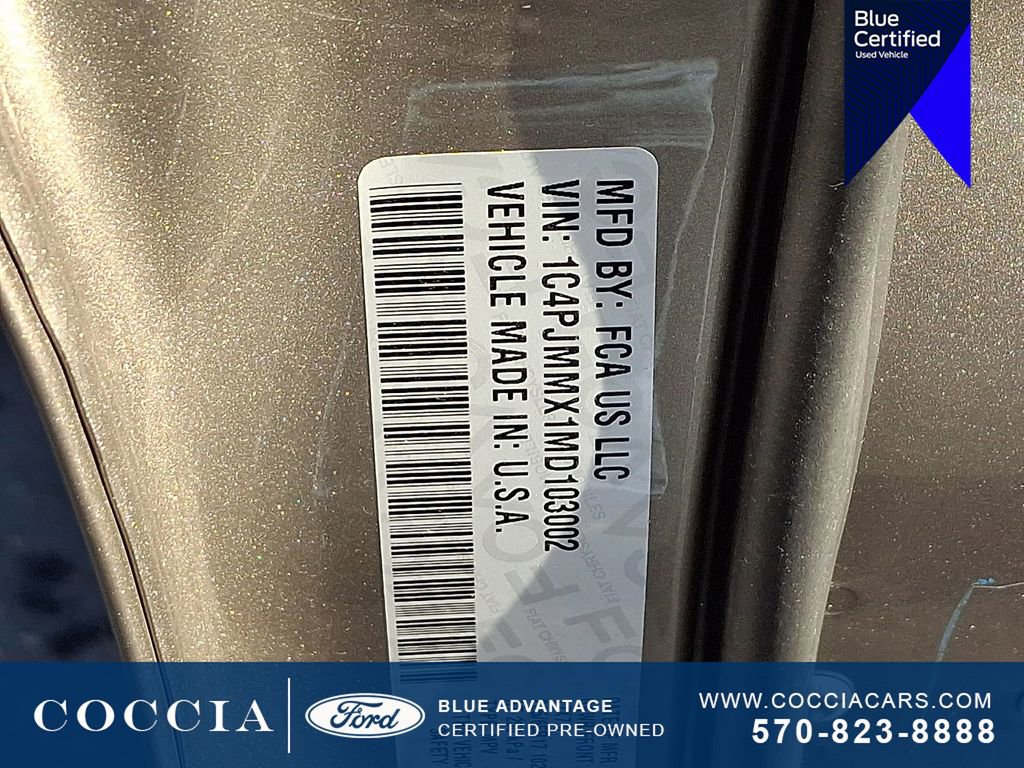 Blue
Certified
Used Vehicle
MFD BY: FCA US LLC
VIN: 1C4PJMMX1MD103002
VEHICLE MADE IN: U.S.A.
COCCIA
Ford
BLUE ADVANTAGE
CERTIFIED PRE-OWNED
WWW.COCCIACARS.COM
570-823-8888